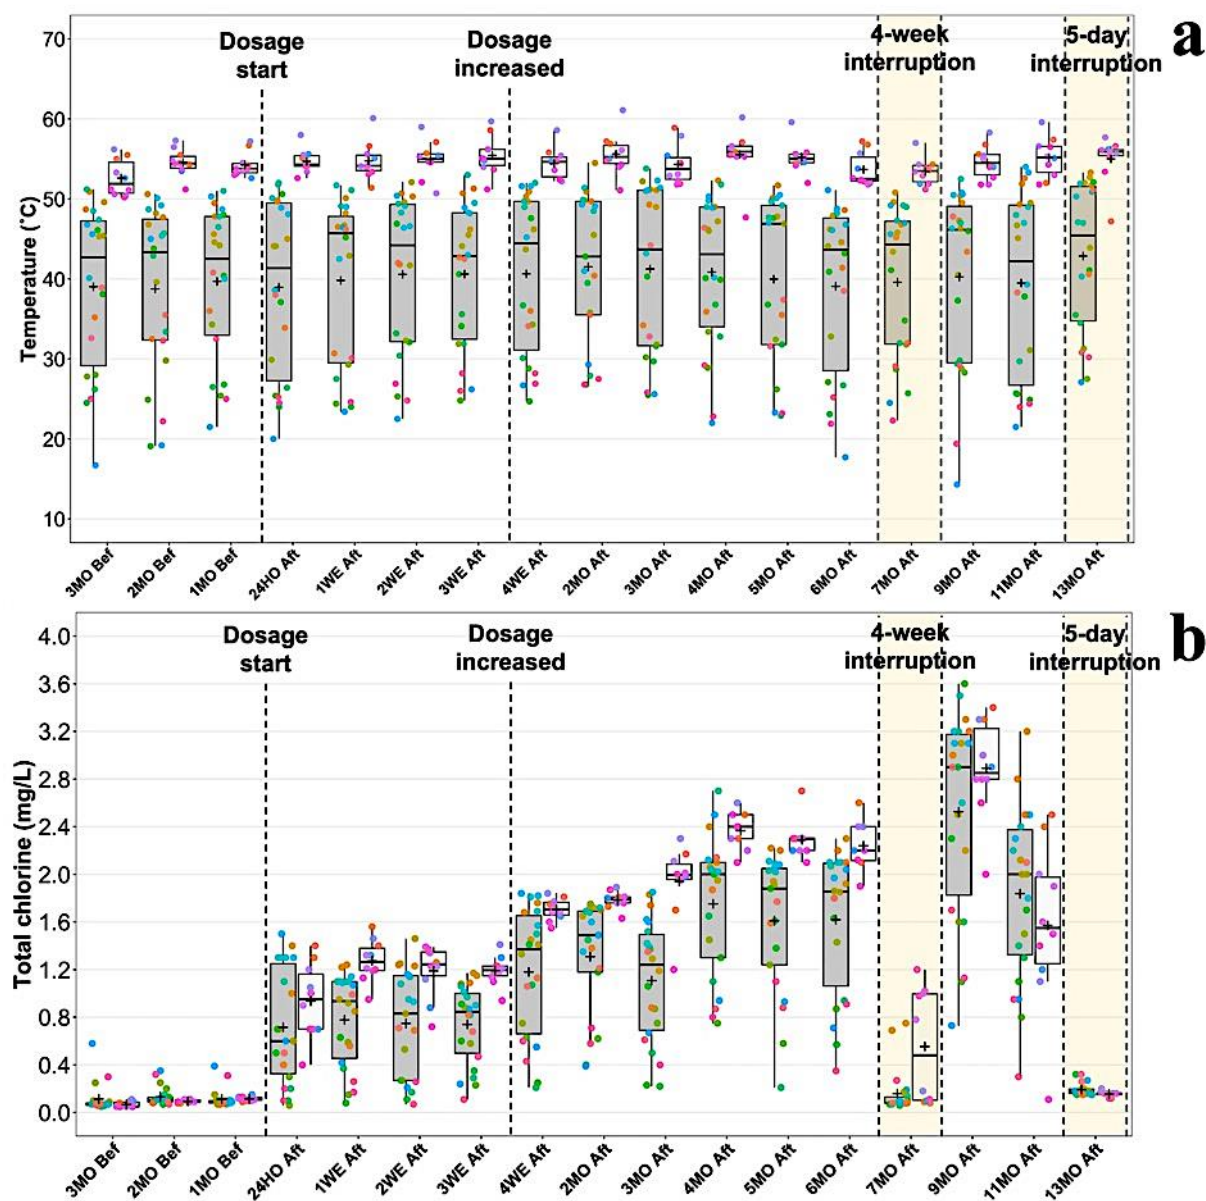 a
Dosage start
Dosage increased
4-week interruption
5-day interruption
Temperature (°C)
70
60
50
40
30
20
10
3MO Bef
2MO Bef
1MO Bef
24HO Aft
1WE Aft
2WE Aft
3WE Aft
4WE Aft
2MO Aft
3MO Aft
4MO Aft
5MO Aft
6MO Aft
7MO Aft
9MO Aft
11MO Aft
13MO Aft
b
Dosage start
Dosage increased
4-week interruption
5-day interruption
Total chlorine (mg/L)
4.0
3.6
3.2
2.8
2.4
2.0
1.6
1.2
0.8
0.4
0.0
3MO Bef
2MO Bef
1MO Bef
24HO Aft
1WE Aft
2WE Aft
3WE Aft
4WE Aft
2MO Aft
3MO Aft
4MO Aft
5MO Aft
6MO Aft
7MO Aft
9MO Aft
11MO Aft
13MO Aft